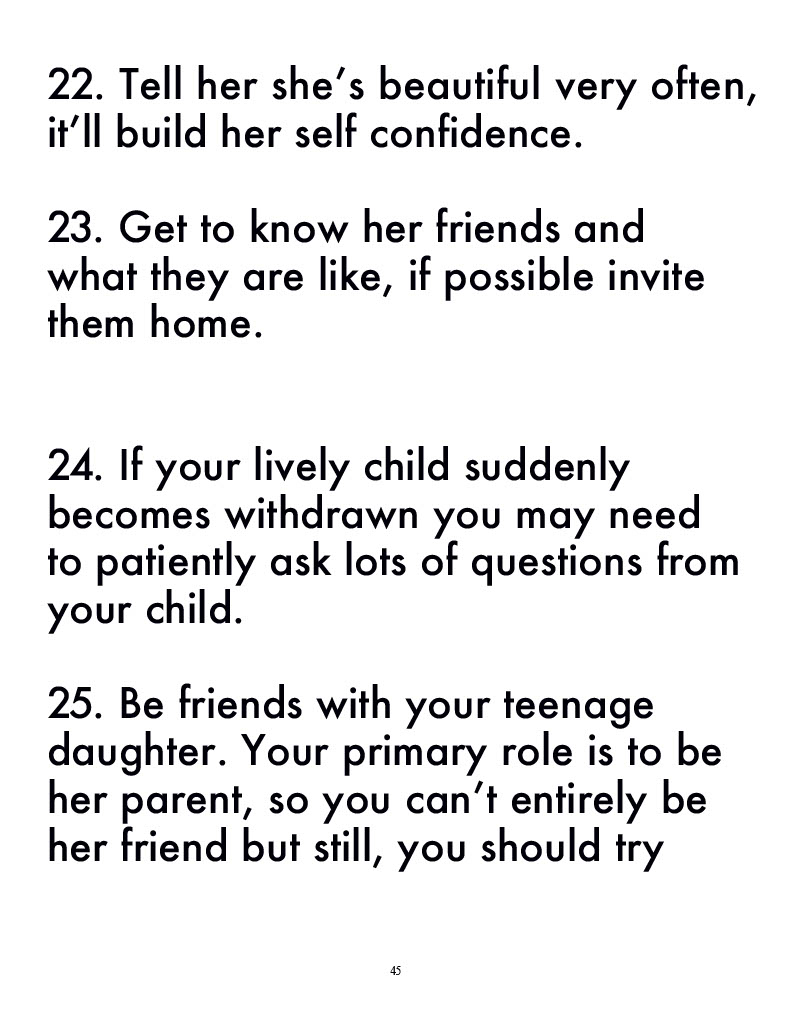 22. Tell her she’s beautiful very often,
it’ll build her self confidence.
23. Get to know her friends and
what they are like, if possible invite
them home.
24. If your lively child suddenly
becomes withdrawn you may need
to patiently ask lots of questions from
your child.
25. Be friends with your teenage
daughter. Your primary role is to be
her parent, so you can’t entirely be
her friend but still, you should try
45